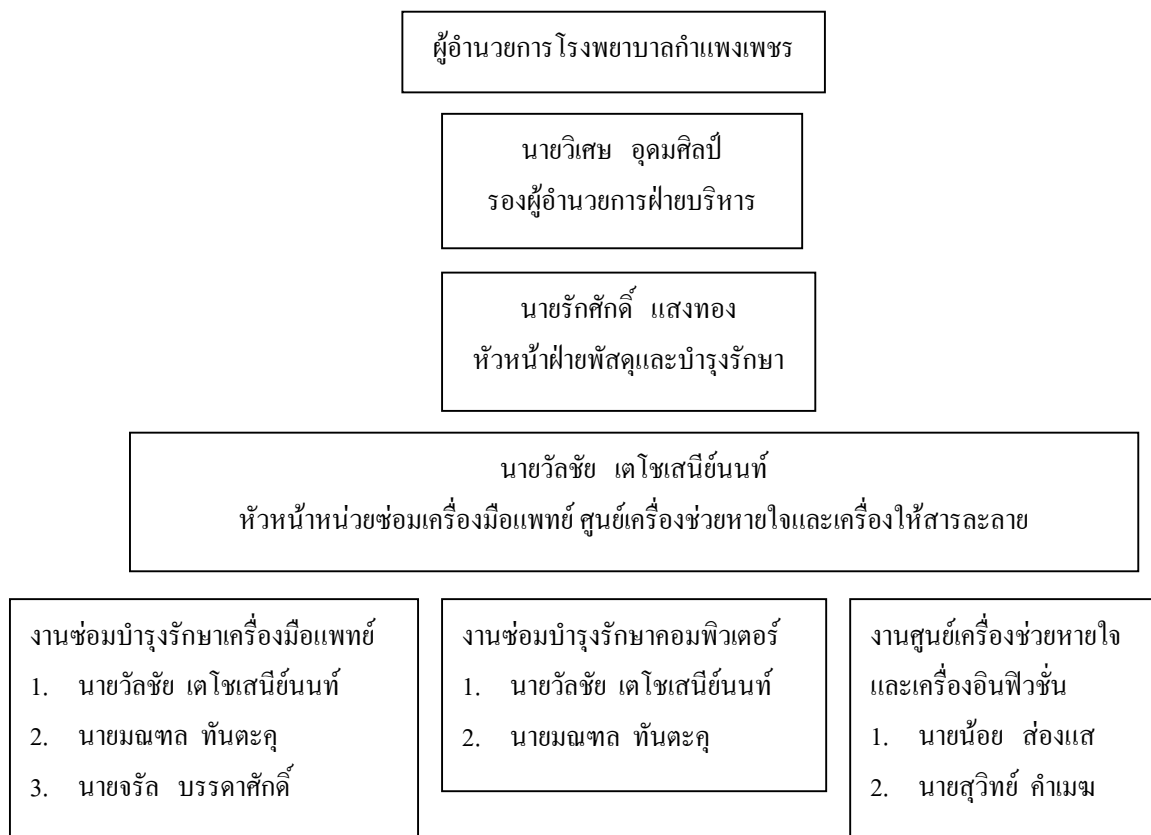 ผู้อำนวยการโรงพยาบาลกำแพงเพชร
นายวิเศษ อุดมศิลป์
รองผู้อำนวยการฝ่ายบริหาร
นายรักศักดิ์ แสงทอง
หัวหน้าฝ่ายพัสดุและบำรุงรักษา
นายวัลชัย เตโชเสนีย์นนท์
หัวหน้าหน่วยซ่อมเครื่องมือแพทย์ ศูนย์เครื่องช่วยหายใจและเครื่องให้สารละลาย
งานซ่อมบำรุงรักษาเครื่องมือแพทย์
1. นายวัลชัย เตโชเสนีย์นนท์
2. นายมณฑล ทันตะคุ
3. นายจรัล บรรดาศักดิ์
งานซ่อมบำรุงรักษาคอมพิวเตอร์
1. นายวัลชัย เตโชเสนีย์นนท์
2. นายมณฑล ทันตะคุ
งานศูนย์เครื่องช่วยหายใจ
และเครื่องอินฟิวชั่น
1. นายน้อย ส่องแส
2. นายสุวิทย์ คำเมฆ